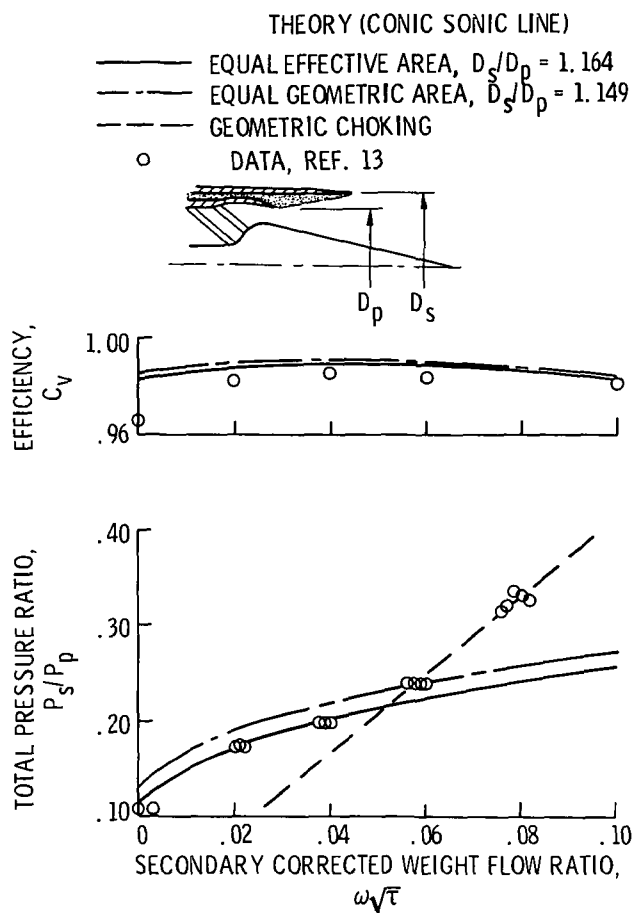 THEORY (CONIC SONIC LINE)
EQUAL EFFECTIVE AREA, Ds/Dp = 1.164
EQUAL GEOMETRIC AREA, Ds/Dp = 1.149
GEOMETRIC CHOKING
DATA, REF. 13
Dp Ds
EFFICIENCY,
Cv
1.00
.96
TOTAL PRESSURE RATIO,
Ps/Pp
.40
.30
.20
.10
0 .02 .04 .06 .08 .10
SECONDARY CORRECTED WEIGHT FLOW RATIO,
ω√τ